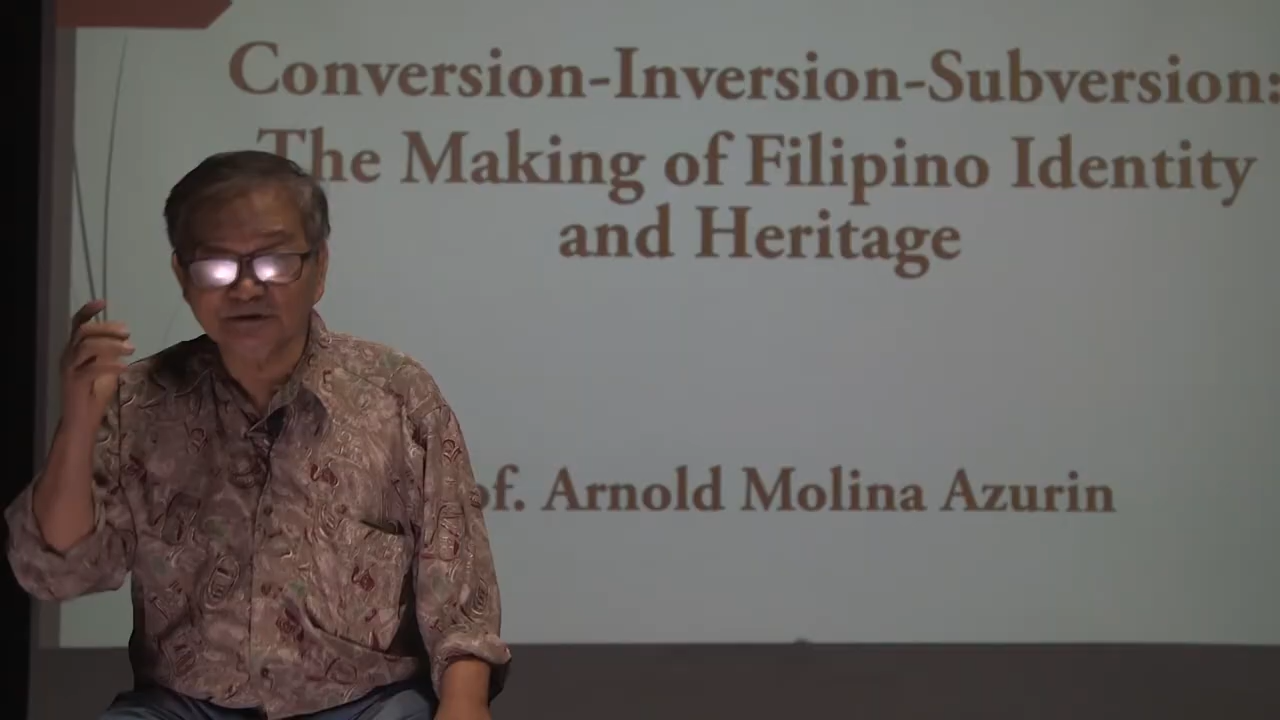 Conversion-Inversion-Subversion:
The Making of Filipino Identity
and Heritage
of. Arnold Molina Azurin